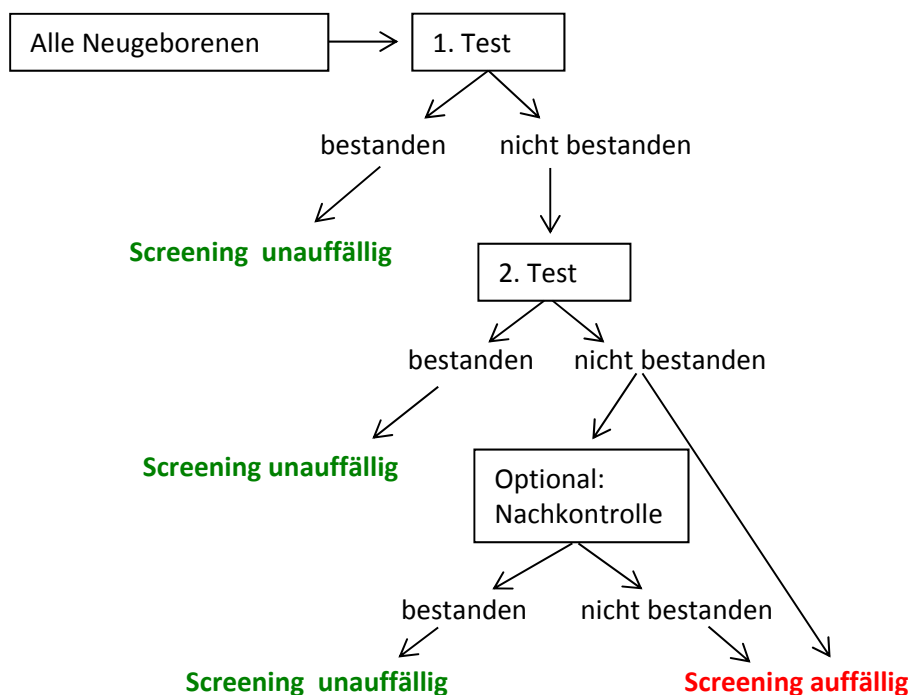 Alle Neugeborenen
1. Test
bestanden
nicht bestanden
Screening unauffällig
2. Test
bestanden
nicht bestanden
Screening unauffällig
Optional:
Nachkontrolle
bestanden
nicht bestanden
Screening unauffällig
Screening auffällig